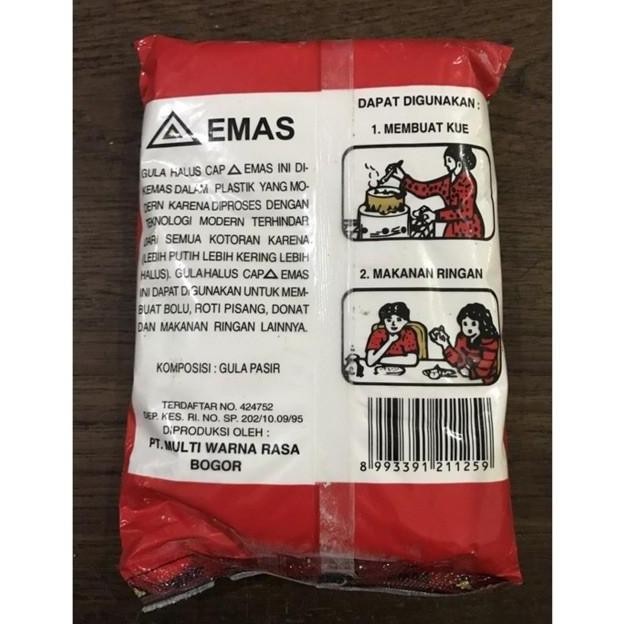 EMAS
GULA HALUS CAP EMAS INI DI-
KEMAS DALAM PLASTIK YANG MO-
DERN KARENA DIPROSES DENGAN
TEKNOLOGI MODERN TERHINDAR
DARI SEMUA KOTORAN KARENA
(LEBIH PUTIH LEBIH KERING LEBIH
HALUS). GULA HALUS CAP EMAS
INI DAPAT DIGUNAKAN UNTUK MEM-
BUAT BOLU, ROTI PISANG, DONAT
DAN MAKANAN RINGAN LAINNYA.
KOMPOSISI : GULA PASIR
TERDAFTAR NO. 424752
DEP. KES. RI. NO. SP. 202/10.09/95
DIPRODUKSI OLEH :
PT. MULTI WARNA RASA
BOGOR
DAPAT DIGUNAKAN :
1. MEMBUAT KUE
2. MAKANAN RINGAN
8 993391 211259